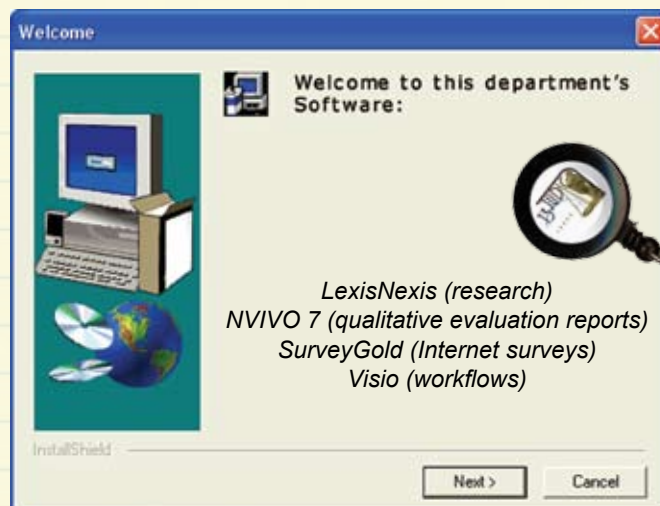 Welcome
Welcome to this department's
Software:
LexisNexis (research)
NVIVO 7 (qualitative evaluation reports)
SurveyGold (Internet surveys)
Visio (workflows)
InstallShield
Next >
Cancel